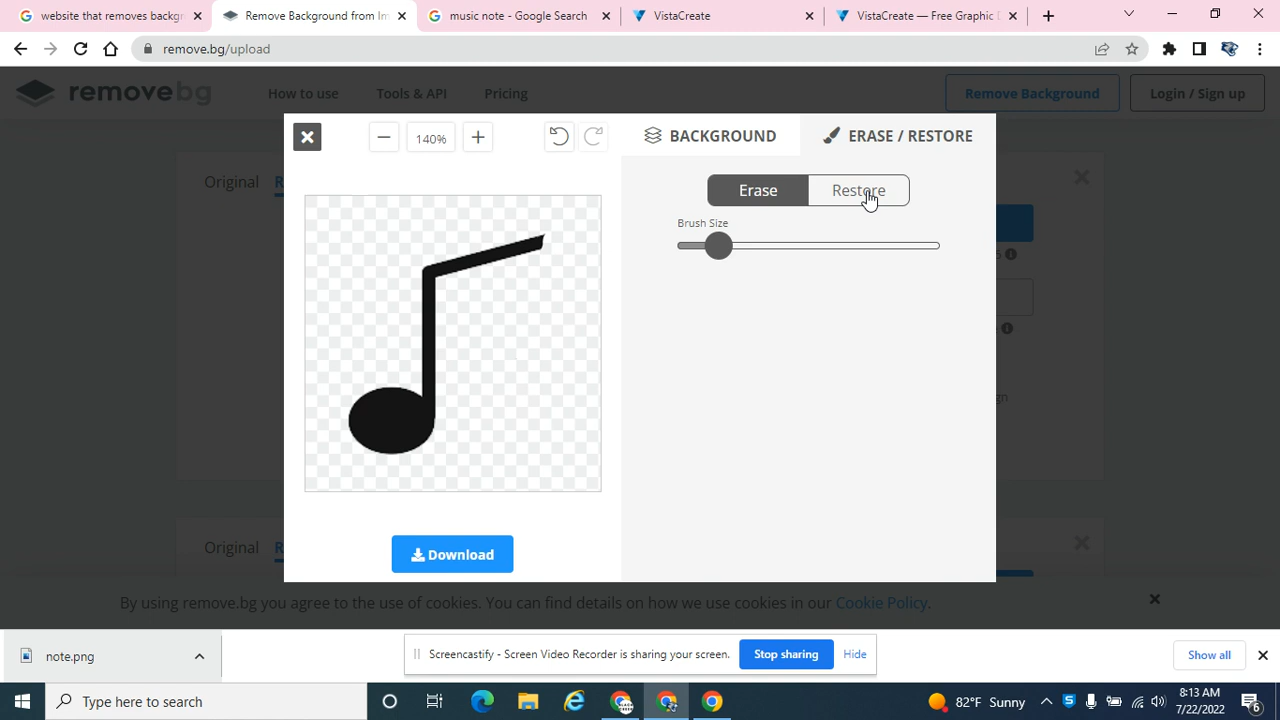 website that removes backgr
Remove Background from Im
music note - Google Search
VistaCreate
VistaCreate — Free Graphic D
remove.bg/upload
removebg
How to use
Tools & API
Pricing
Remove Background
Login / Sign up
140%
BACKGROUND
ERASE / RESTORE
Original
R
Erase
Restore
Brush Size
Download
Original
R
By using remove.bg you agree to the use of cookies. You can find details on how we use cookies in our Cookie Policy.
note.png
Screencastify - Screen Video Recorder is sharing your screen.
Stop sharing
Hide
Show all
Type here to search
82°F Sunny
8:13 AM
7/22/2022
6